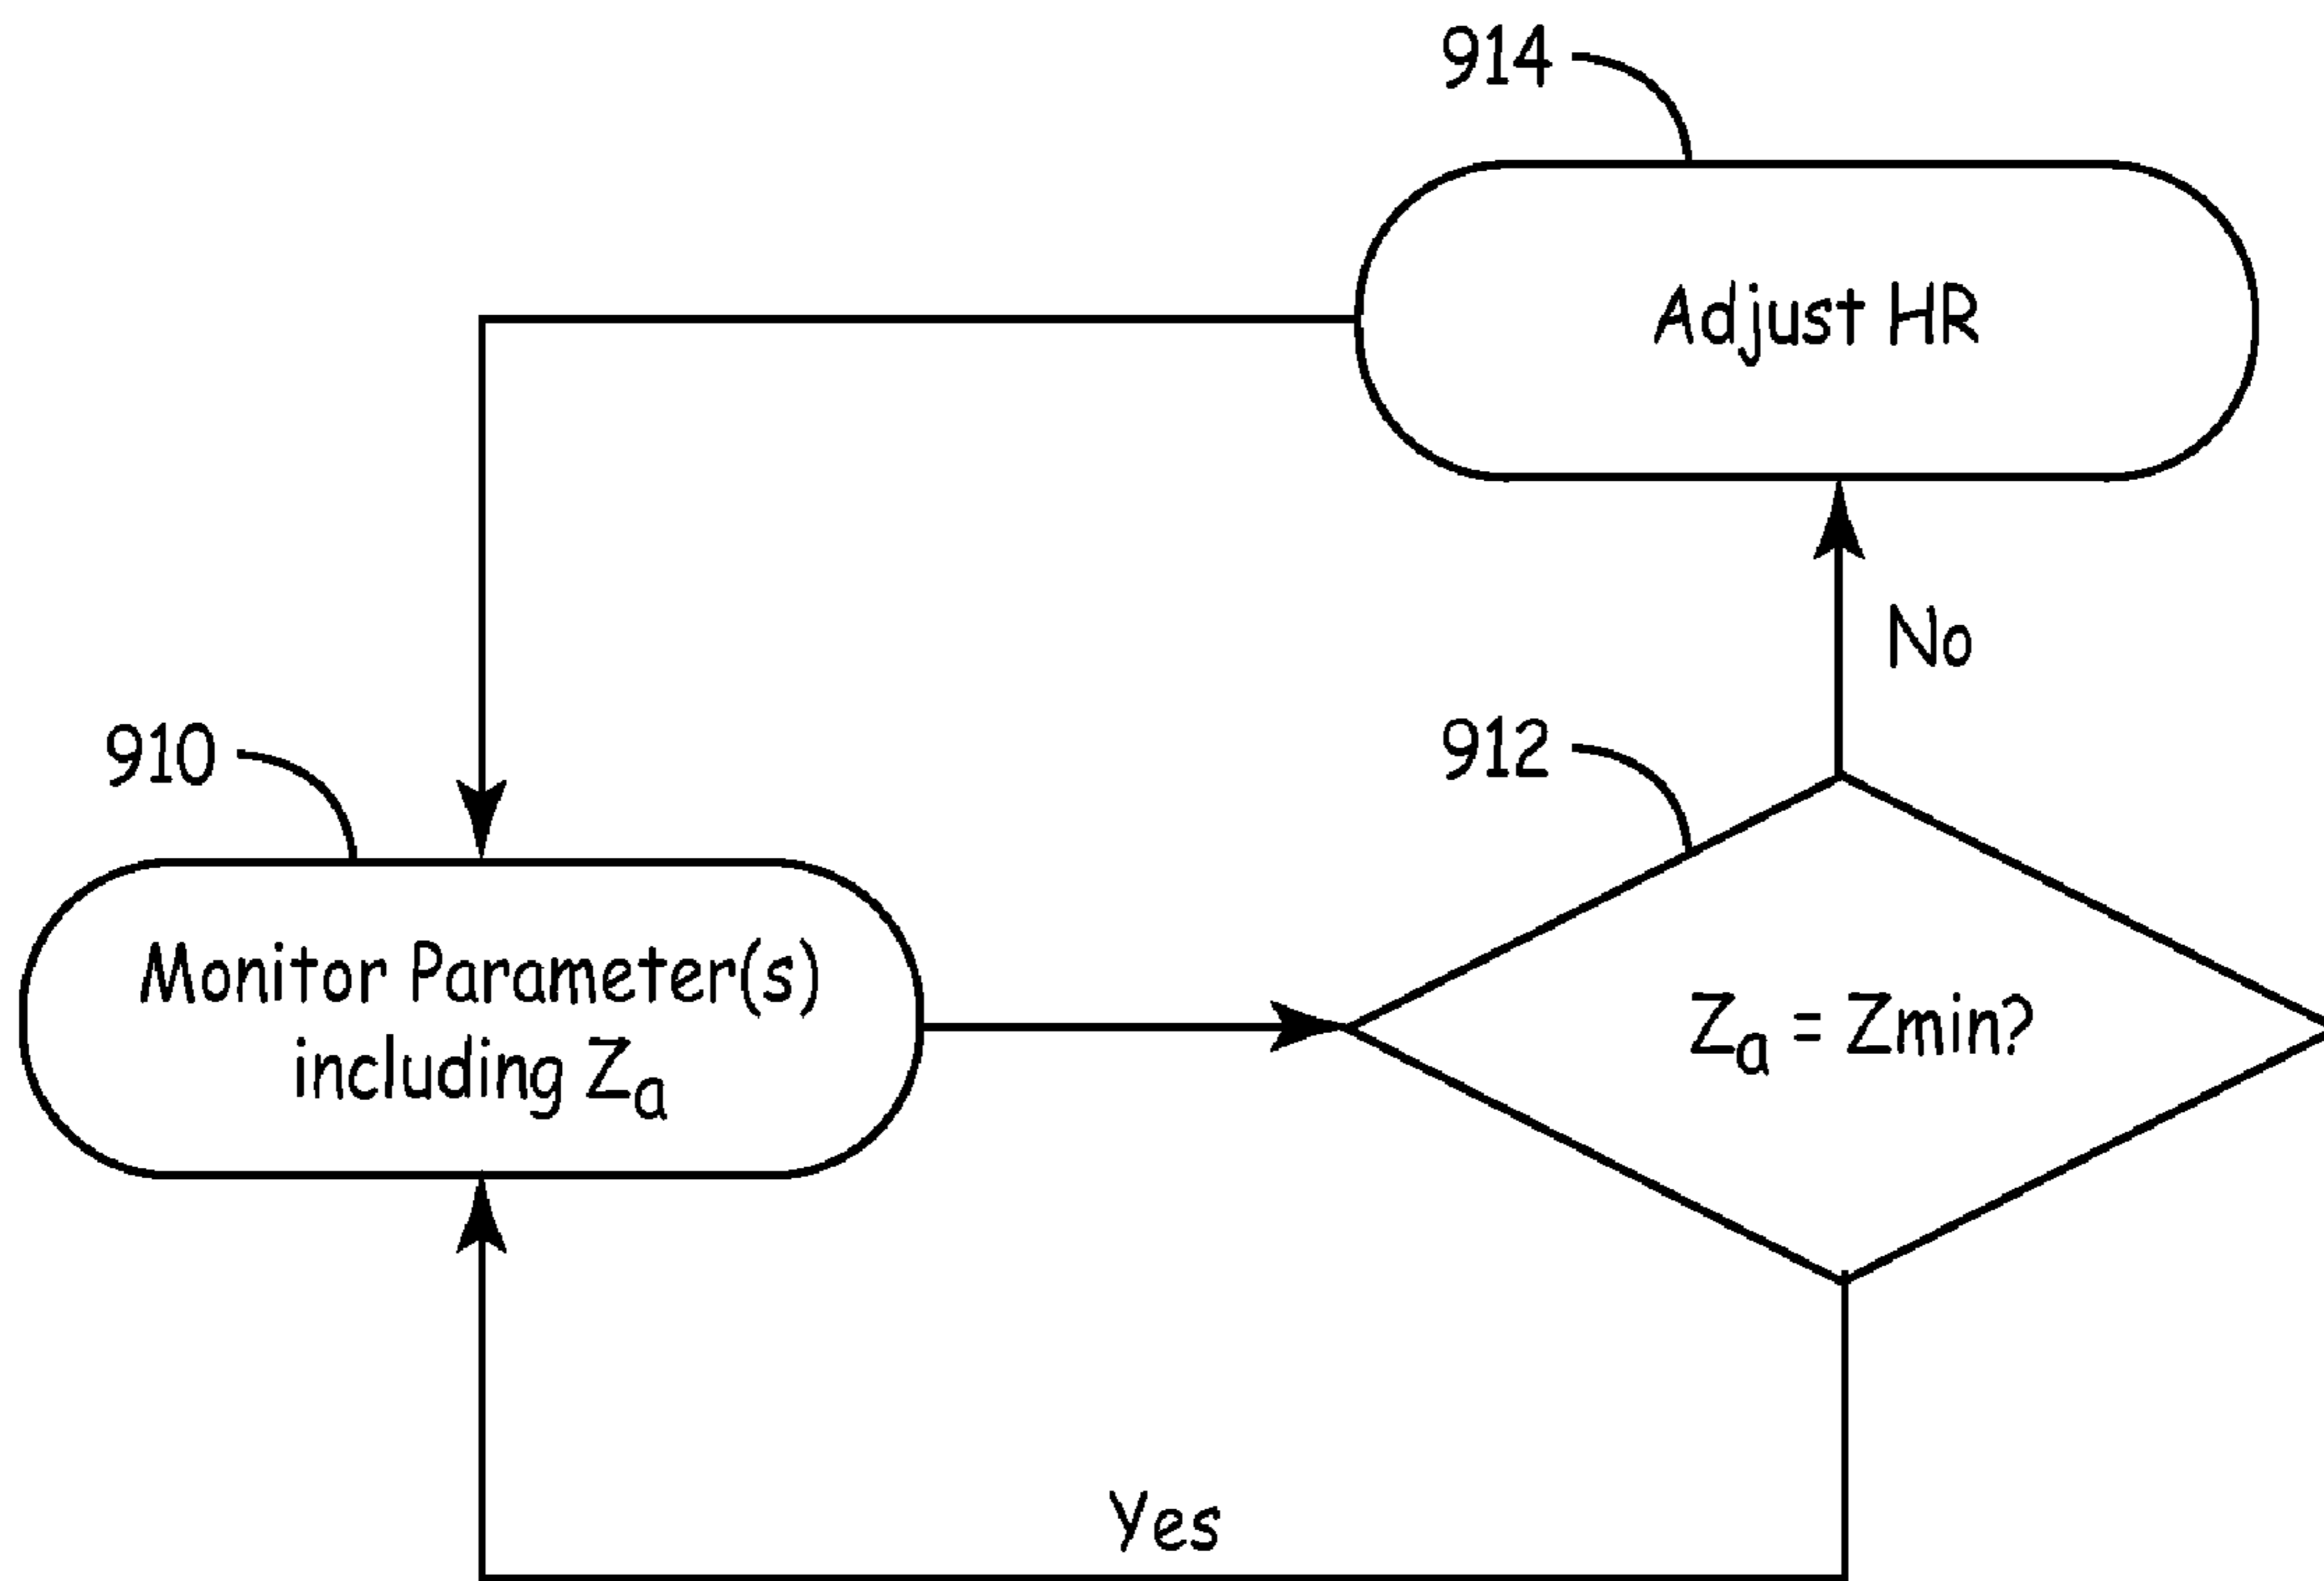 914
Adjust HR
No
910
912
Monitor Parameter(s)
including Za
Za = Zmin?
Yes